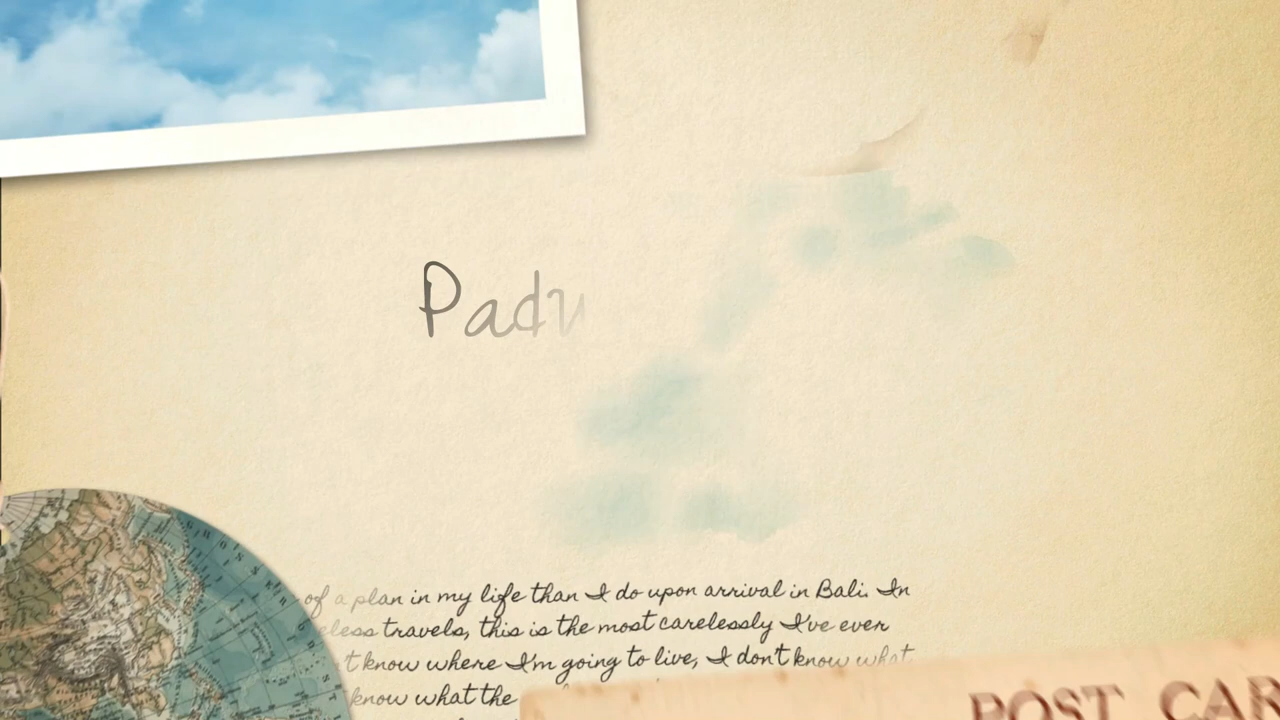 Padu
of a plan in my life than I do upon arrival in Bali. In
travels, this is the most carelessly I've ever
know where I'm going to live, I don't know what
know what the
POST CAR